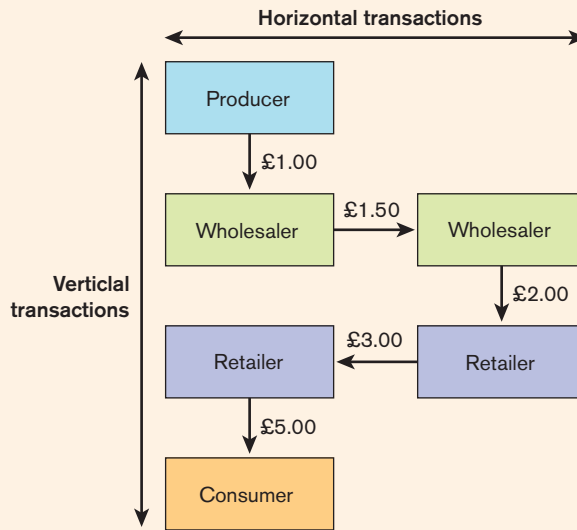 Horizontal transactions
Producer
£1.00
Wholesaler
£1.50
Wholesaler
£2.00
Verticlal
transactions
Retailer
£3.00
Retailer
£5.00
Consumer